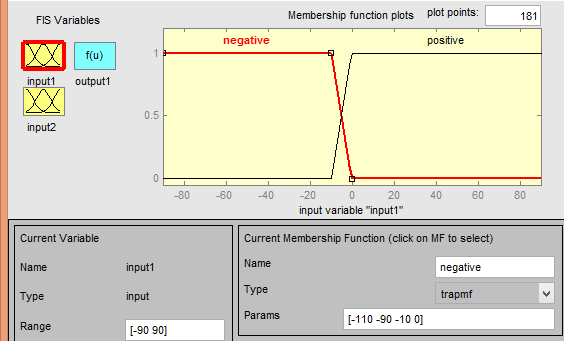 FIS Variables
Membership function plots
plot points:
181
f(u)
input1
output1
input2
negative
positive
1
0.5
0
-80
-60
-40
-20
0
20
40
60
80
input variable "input1"
Current Variable
Name
input1
Type
input
Range
[-90 90]
Current Membership Function (click on MF to select)
Name
negative
Type
trapmf
Params
[-110 -90 -10 0]